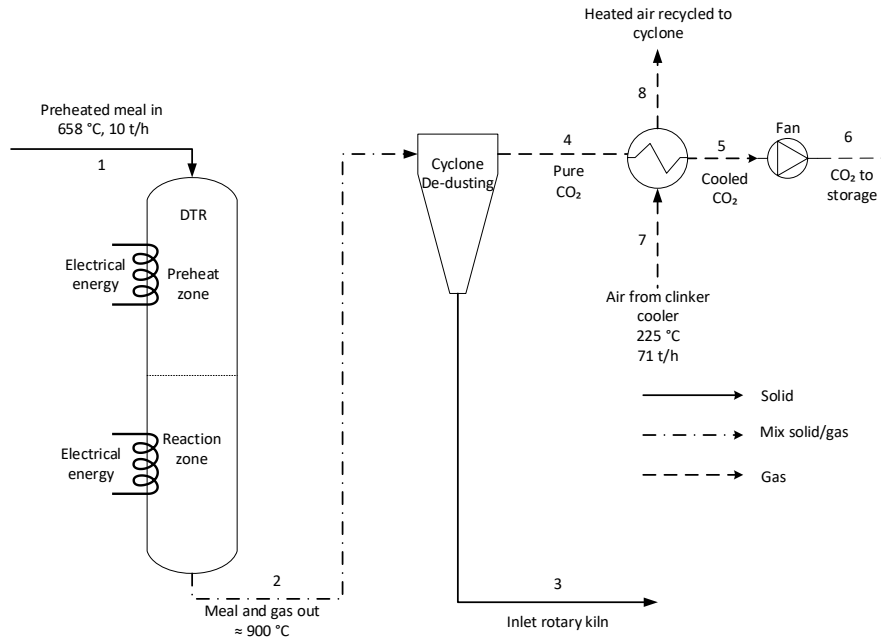 Heated air recycled to
cyclone
8
Preheated meal in
658 °C, 10 t/h
1
DTR
Electrical
energy
Preheat
zone
Electrical
energy
Reaction
zone
2
Meal and gas out
≈ 900 °C
Cyclone
De-dusting
4
Pure
CO₂
5
Cooled
CO₂
Fan
6
CO₂ to
storage
7
Air from clinker
cooler
225 °C
71 t/h
Solid
Mix solid/gas
Gas
3
Inlet rotary kiln